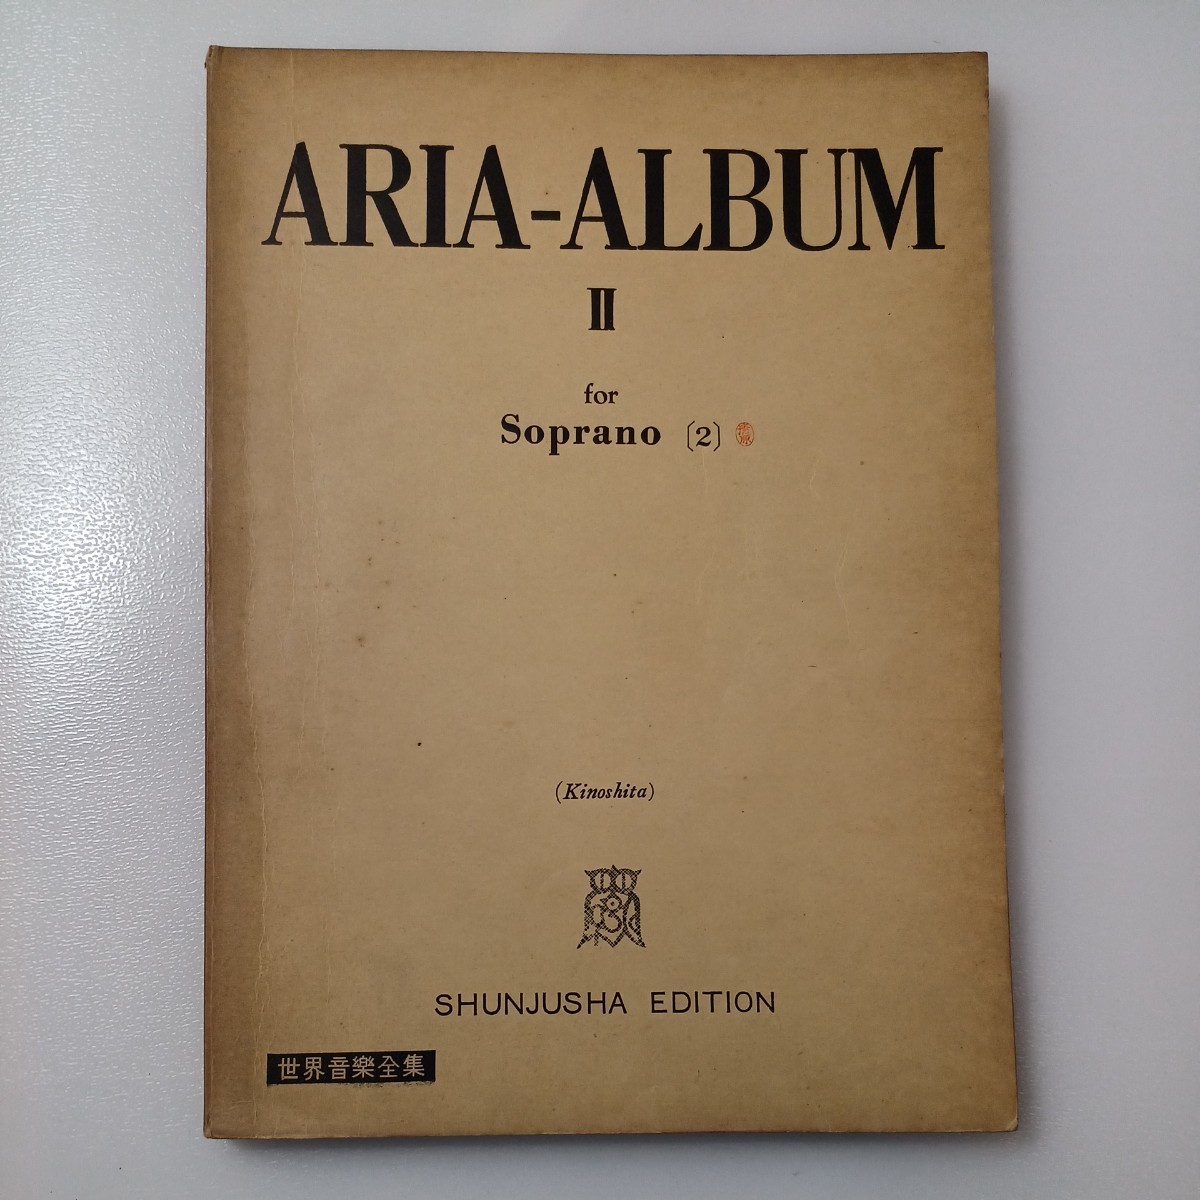 ARIA-ALBUM
II
for
Soprano [2]
(Kinoshita)
SHUNJUSHA EDITION
世界音樂全集